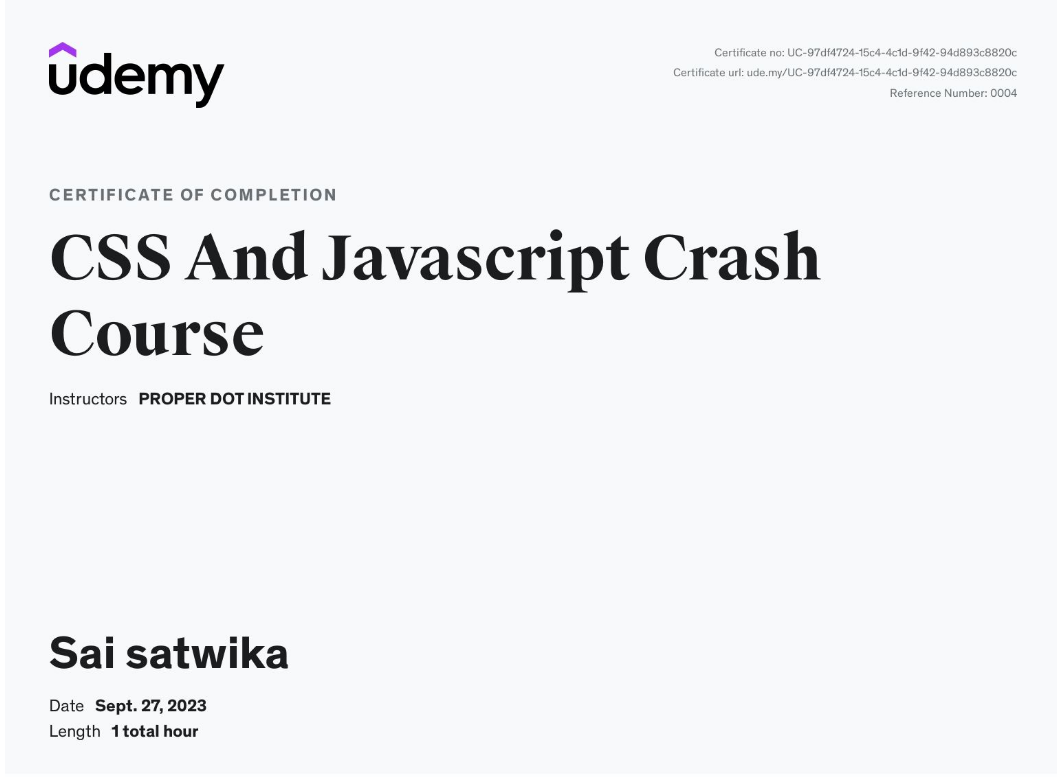 udemy
Certificate no: UC-97df4724-15c4-4c1d-9f42-94d893c8820c
Certificate url: ude.my/UC-97df4724-15c4-4c1d-9f42-94d893c8820c
Reference Number: 0004
CERTIFICATE OF COMPLETION
CSS And Javascript Crash
Course
Instructors PROPER DOT INSTITUTE
Sai satwika
Date Sept. 27, 2023
Length 1 total hour